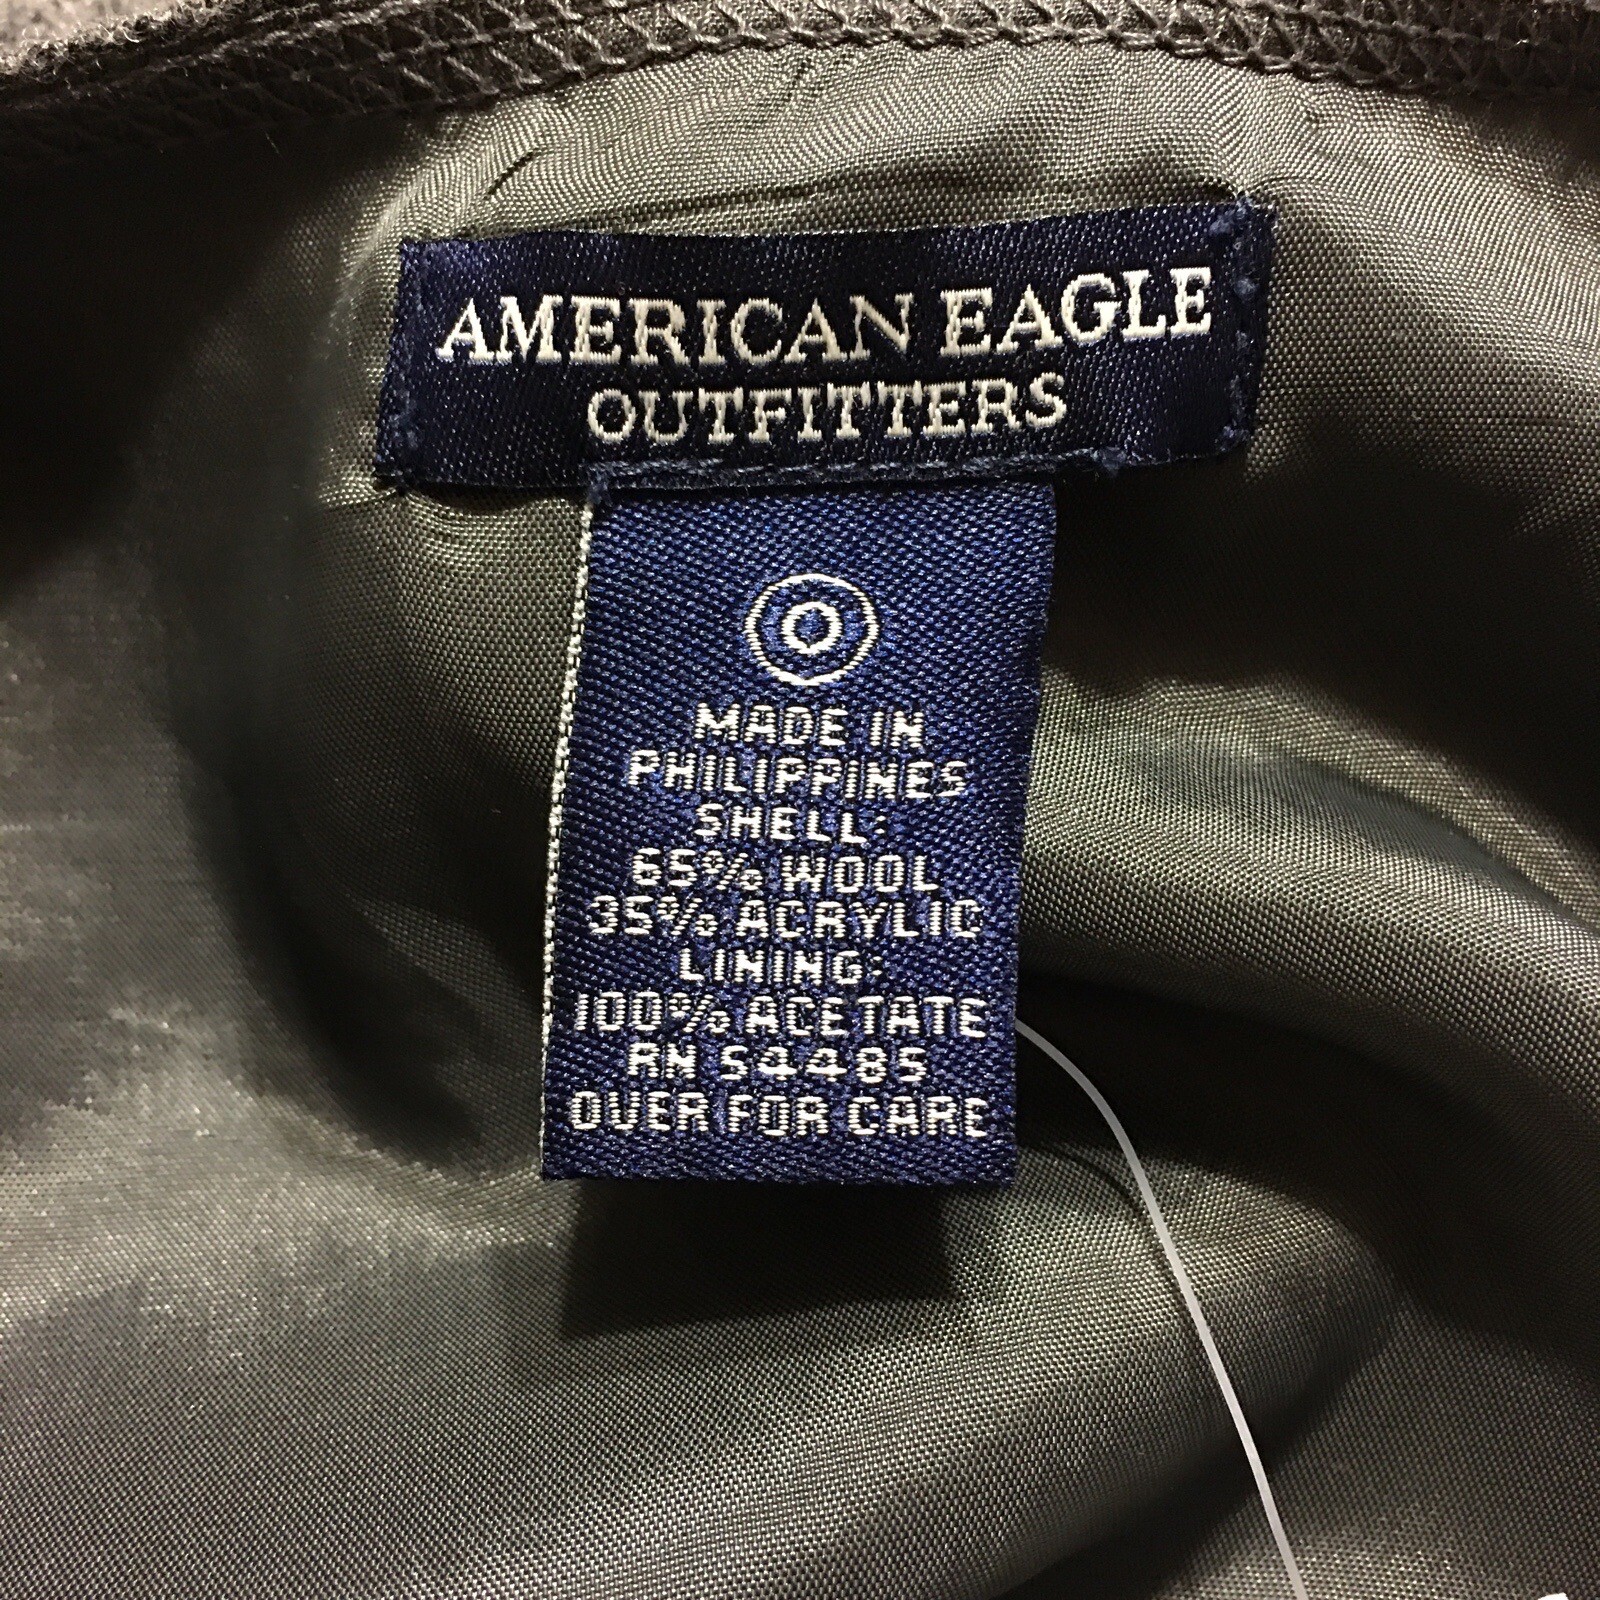 AMERICAN EAGLE
OUTFITTERS
0
MADE IN
PHILIPPINES
SHELL:
65% WOOL
35% ACRYLIC
LINING:
100% ACETATE
RN 54485
OVER FOR CARE